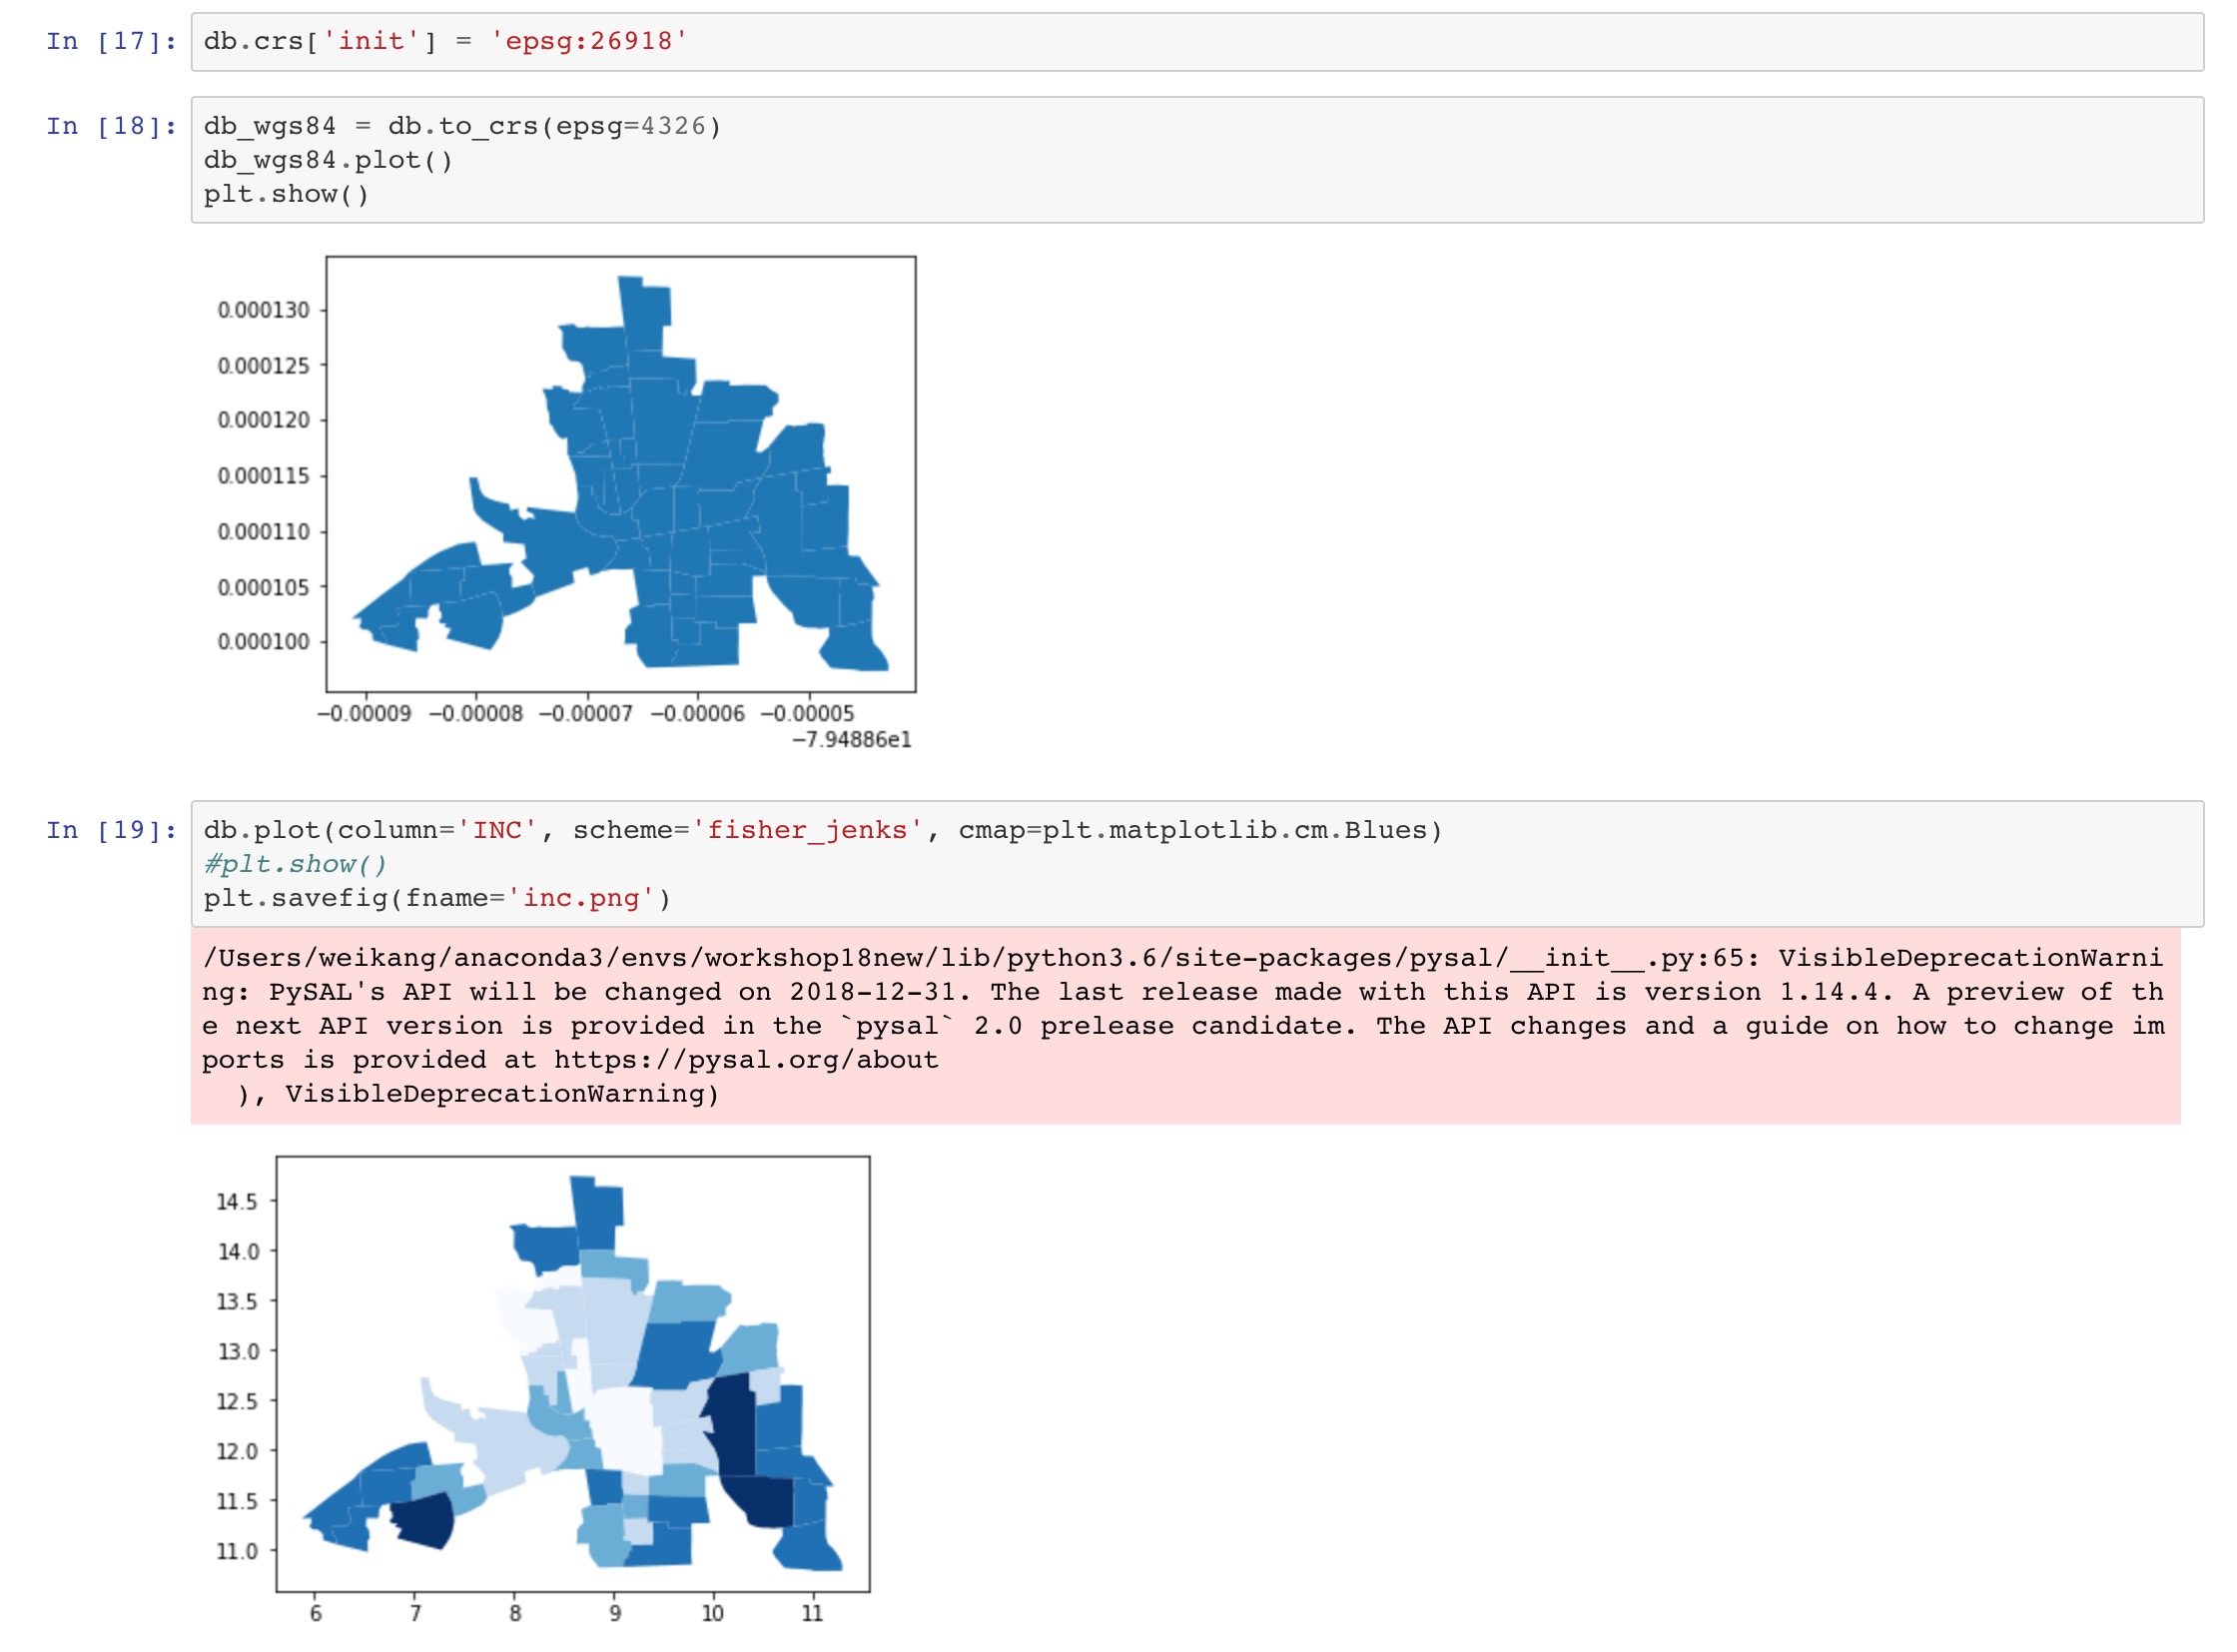 In [17]: db.crs['init'] = 'epsg:26918'
In [18]: db_wgs84 = db.to_crs(epsg=4326)
db_wgs84.plot()
plt.show()
0.000130
0.000125
0.000120
0.000115
0.000110
0.000105
0.000100
−0.00009 −0.00008 −0.00007 −0.00006 −0.00005
−7.94886e1
In [19]: db.plot(column='INC', scheme='fisher_jenks', cmap=plt.matplotlib.cm.Blues)
#plt.show()
plt.savefig(fname='inc.png')
/Users/weikang/anaconda3/envs/workshop18new/lib/python3.6/site-packages/pysal/__init__.py:65: VisibleDeprecationWarni
ng: PySAL's API will be changed on 2018-12-31. The last release made with this API is version 1.14.4. A preview of th
e next API version is provided in the `pysal` 2.0 prelease candidate. The API changes and a guide on how to change im
ports is provided at https://pysal.org/about
  ), VisibleDeprecationWarning)
14.5
14.0
13.5
13.0
12.5
12.0
11.5
11.0
6 7 8 9 10 11